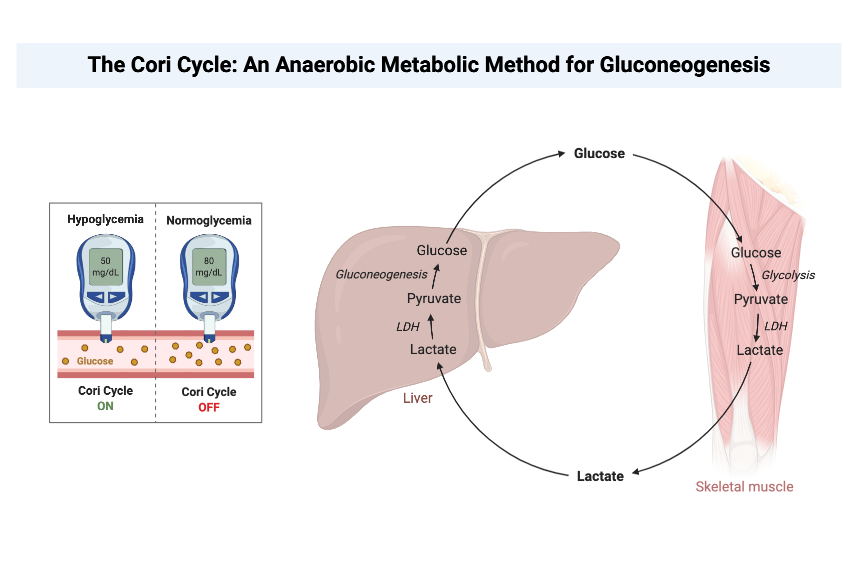 The Cori Cycle: An Anaerobic Metabolic Method for Gluconeogenesis
Hypoglycemia
Normoglycemia
50
mg/dL
80
mg/dL
Glucose
Cori Cycle
ON
Cori Cycle
OFF
Glucose
Glucose
Gluconeogenesis
Pyruvate
LDH
Lactate
Liver
Glucose
Glycolysis
Pyruvate
LDH
Lactate
Lactate
Skeletal muscle